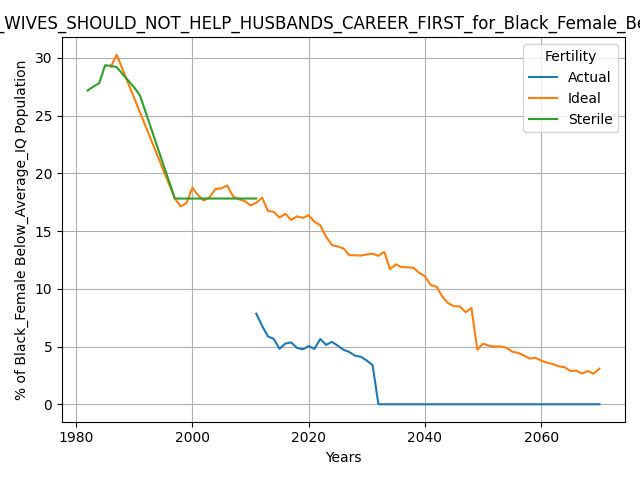 _WIVES_SHOULD_NOT_HELP_HUSBANDS_CAREER_FIRST_for_Black_Female_Be
% of Black_Female Below_Average_IQ Population
30
25
20
15
10
5
0
Fertility
Actual
Ideal
Sterile
1980 2000 2020 2040 2060
Years